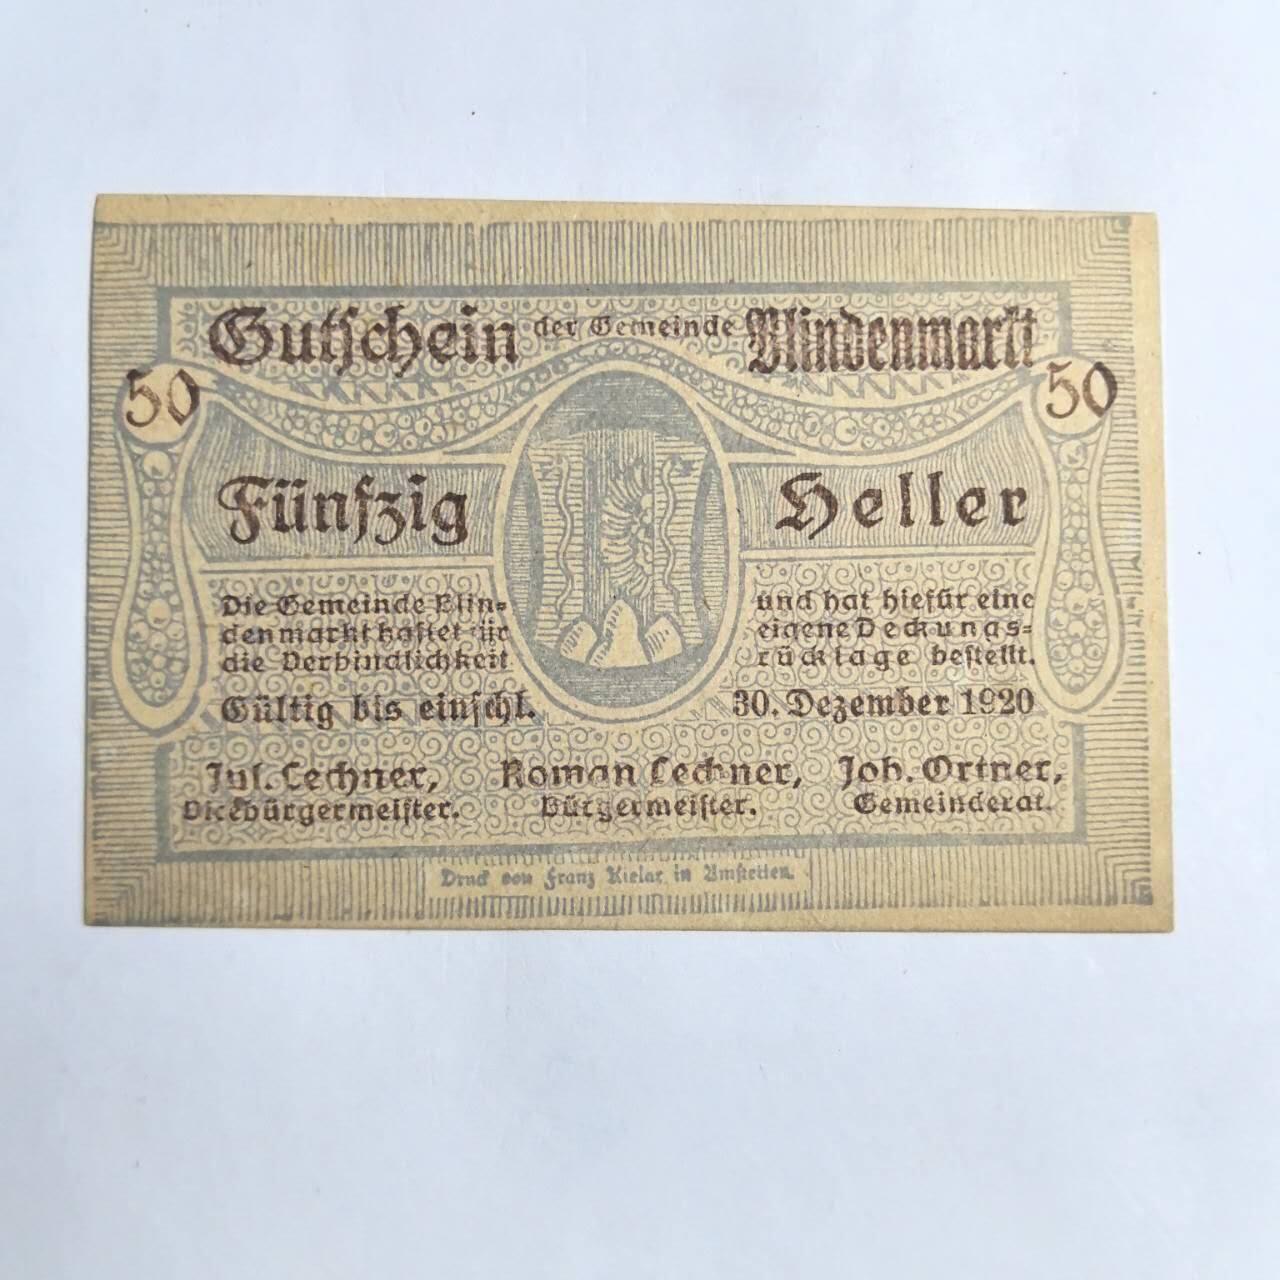 Gutschein der Gemeinde Blindenmarkt
50 50
Fünfzig Heller
Die Gemeinde Blin=
denmarkt haftet für
die Verbindlichkeit
und hat hiefür eine
eigene Deckungs=
rücklage bestellt.
Gültig bis einschl. 30. Dezember 1920
Jul. Lechner, Roman Lechner, Joh. Ortner,
Vicebürgermeister. Bürgermeister. Gemeinderat.
Druck von Franz Kielar in Amstetten.